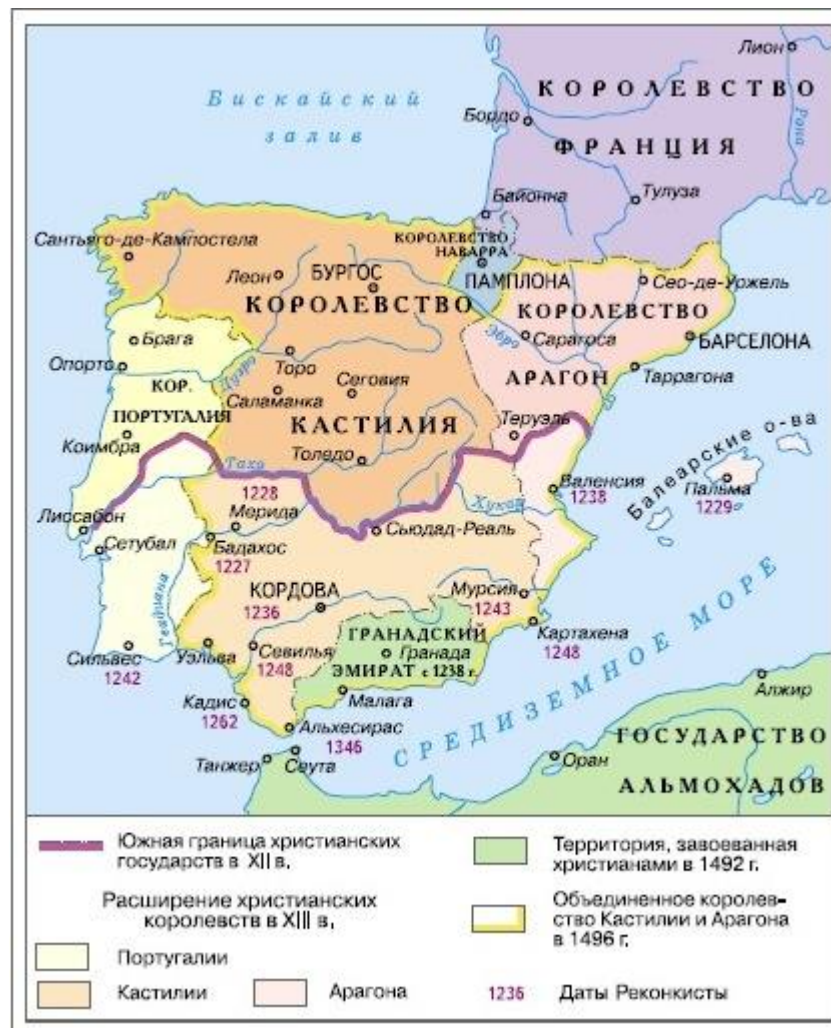 Лион
КОРОЛЕВСТВО
Бискайский
залив
Бордо
Рона
ФРАНЦИЯ
Байонна
Тулуза
Сантьяго-де-Кампостела
КОРОЛЕВСТВО
НАВАРРА
Леон
БУРГОС
ПАМПЛОНА
Сео-де-Уржель
КОРОЛЕВСТВО
КОРОЛЕВСТВО
Эбро
Сарагоса
БАРСЕЛОНА
Брага
Опорто
Дуэро
Торо
Сеговия
АРАГОН
Таррагона
КОР.
ПОРТУГАЛИЯ
Саламанка
КАСТИЛИЯ
Теруэль
Коимбра
Толедо
Тахо
Балеарские о-ва
1228
Валенсия
1238
Пальма
1229
Лиссабон
Мерида
Хукар
Сетубал
Бадахос
1227
Сьюдад-Реаль
Гвадиана
КОРДОВА
1236
Мурсия
1243
СРЕДИЗЕМНОЕ МОРЕ
ГРАНАДСКИЙ
Картахена
1248
Сильвес
1242
Уэльва
Севилья
1248
Гранада
ЭМИРАТ с 1238 г.
Кадис
1262
Малага
Алжир
Альхесирас
1346
ГОСУДАРСТВО
Танжер
Сеута
Оран
АЛЬМОХАДОВ
Южная граница христианских
государств в XII в.
Расширение христианских
королевств в XIII в.
Португалии
Кастилии
Арагона
Территория, завоеванная
христианами в 1492 г.
Объединенное королев-
ство Кастилии и Арагона
в 1496 г.
1236 Даты Реконкисты